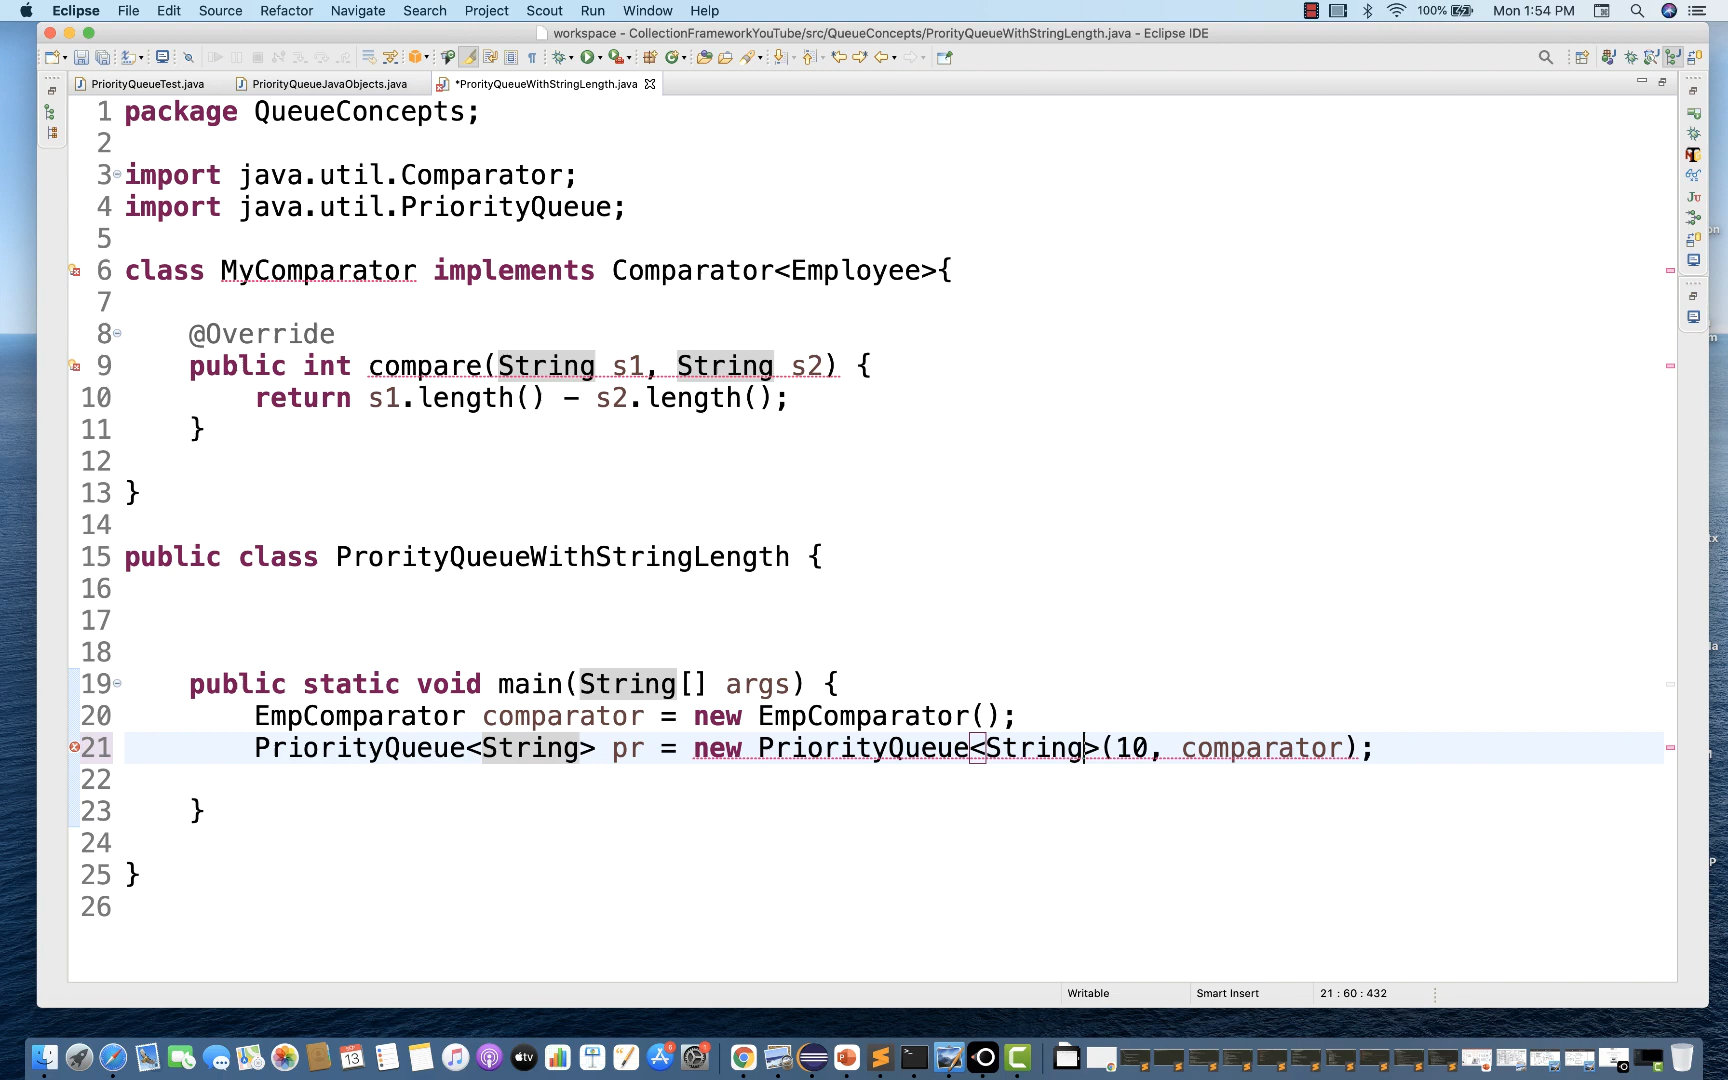 Eclipse File Edit Source Refactor Navigate Search Project Scout Run Window Help 100% Mon 1:54 PM
workspace - CollectionFrameworkYouTube/src/QueueConcepts/ProrityQueueWithStringLength.java - Eclipse IDE
PriorityQueueTest.java PriorityQueueJavaObjects.java *ProrityQueueWithStringLength.java
1 package QueueConcepts;
2
3 import java.util.Comparator;
4 import java.util.PriorityQueue;
5
6 class MyComparator implements Comparator<Employee>{
7
8 @Override
9 public int compare(String s1, String s2) {
10 return s1.length() - s2.length();
11 }
12
13 }
14
15 public class ProrityQueueWithStringLength {
16
17
18
19 public static void main(String[] args) {
20 EmpComparator comparator = new EmpComparator();
21 PriorityQueue<String> pr = new PriorityQueue<String>(10, comparator);
22
23 }
24
25 }
26
Writable Smart Insert 21 : 60 : 432